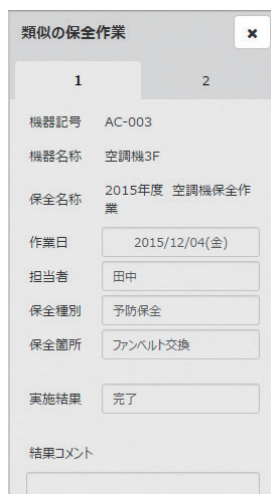 類似の保全作業 ×
1 2
機器記号 AC-003
機器名称 空調機3F
保全名称 2015年度 空調機保全作
業
作業日 2015/12/04(金)
担当者 田中
保全種別 予防保全
保全箇所 ファンベルト交換
実施結果 完了
結果コメント